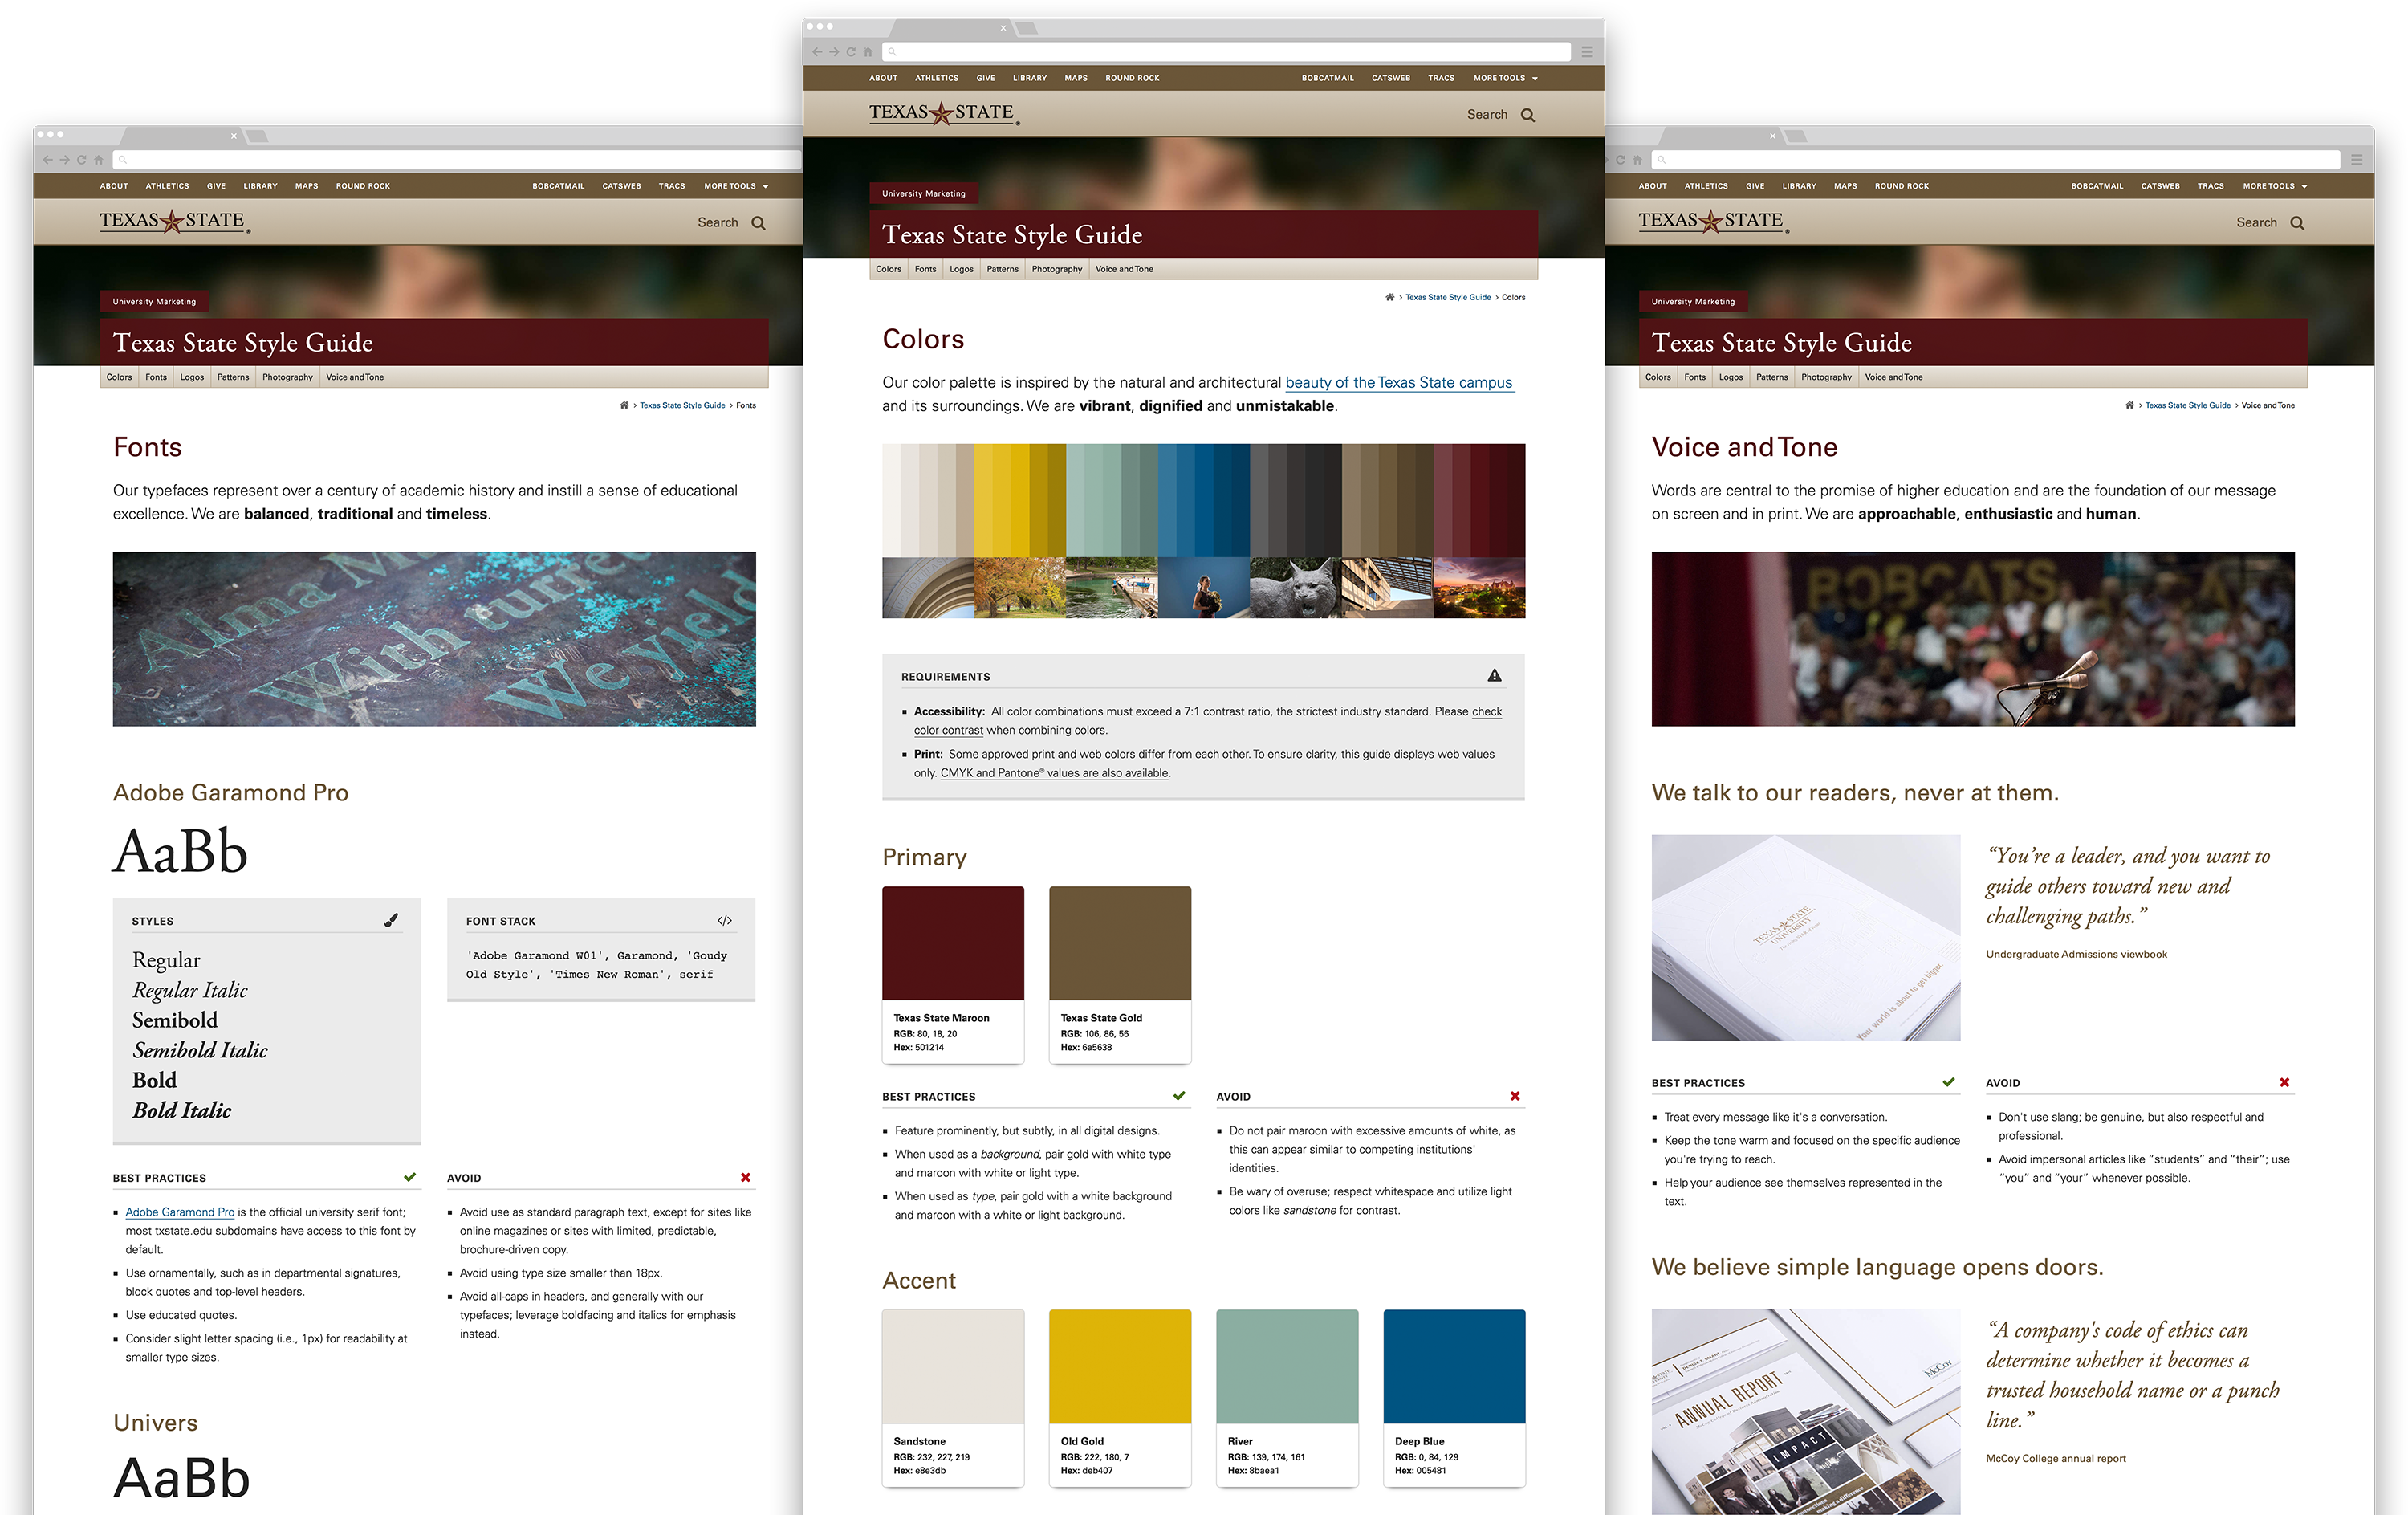 ABOUT ATHLETICS GIVE LIBRARY MAPS ROUND ROCK BOBCATMAIL CATSWEB TRACS MORE TOOLS
TEXAS STATE®
Search
University Marketing
Texas State Style Guide
Colors Fonts Logos Patterns Photography Voice and Tone
> Texas State Style Guide > Fonts
Fonts
Our typefaces represent over a century of academic history and instill a sense of educational
excellence. We are balanced, traditional and timeless.
Alma M
With turre
We yield
Adobe Garamond Pro
AaBb
STYLES
Regular
Regular Italic
Semibold
Semibold Italic
Bold
Bold Italic
FONT STACK
</>
'Adobe Garamond W01', Garamond, 'Goudy
Old Style', 'Times New Roman', serif
BEST PRACTICES
Adobe Garamond Pro is the official university serif font;
most txstate.edu subdomains have access to this font by
default.
Use ornamentally, such as in departmental signatures,
block quotes and top-level headers.
Use educated quotes.
Consider slight letter spacing (i.e., 1px) for readability at
smaller type sizes.
AVOID
Avoid use as standard paragraph text, except for sites like
online magazines or sites with limited, predictable,
brochure-driven copy.
Avoid using type size smaller than 18px.
Avoid all-caps in headers, and generally with our
typefaces; leverage boldfacing and italics for emphasis
instead.
Univers
AaBb
ABOUT ATHLETICS GIVE LIBRARY MAPS ROUND ROCK BOBCATMAIL CATSWEB TRACS MORE TOOLS
TEXAS STATE®
Search
University Marketing
Texas State Style Guide
Colors Fonts Logos Patterns Photography Voice and Tone
> Texas State Style Guide > Colors
Colors
Our color palette is inspired by the natural and architectural beauty of the Texas State campus
and its surroundings. We are vibrant, dignified and unmistakable.
REQUIREMENTS
Accessibility: All color combinations must exceed a 7:1 contrast ratio, the strictest industry standard. Please check
color contrast when combining colors.
Print: Some approved print and web colors differ from each other. To ensure clarity, this guide displays web values
only. CMYK and Pantone® values are also available.
Primary
Texas State Maroon
RGB: 80, 18, 20
Hex: 501214
Texas State Gold
RGB: 106, 86, 56
Hex: 6a5638
BEST PRACTICES
Feature prominently, but subtly, in all digital designs.
When used as a background, pair gold with white type
and maroon with white or light type.
When used as type, pair gold with a white background
and maroon with a white or light background.
AVOID
Do not pair maroon with excessive amounts of white, as
this can appear similar to competing institutions'
identities.
Be wary of overuse; respect whitespace and utilize light
colors like sandstone for contrast.
Accent
Sandstone
RGB: 232, 227, 219
Hex: e8e3db
Old Gold
RGB: 222, 180, 7
Hex: deb407
River
RGB: 139, 174, 161
Hex: 8baea1
Deep Blue
RGB: 0, 84, 129
Hex: 005481
ABOUT ATHLETICS GIVE LIBRARY MAPS ROUND ROCK BOBCATMAIL CATSWEB TRACS MORE TOOLS
TEXAS STATE®
Search
University Marketing
Texas State Style Guide
Colors Fonts Logos Patterns Photography Voice and Tone
> Texas State Style Guide > Voice and Tone
Voice and Tone
Words are central to the promise of higher education and are the foundation of our message
on screen and in print. We are approachable, enthusiastic and human.
BOBCATS
We talk to our readers, never at them.
TEXAS STATE
UNIVERSITY
Your world is about to get bigger.
“You’re a leader, and you want to
guide others toward new and
challenging paths.”
Undergraduate Admissions viewbook
BEST PRACTICES
Treat every message like it's a conversation.
Keep the tone warm and focused on the specific audience
you're trying to reach.
Help your audience see themselves represented in the
text.
AVOID
Don't use slang; be genuine, but also respectful and
professional.
Avoid impersonal articles like “students” and “their”; use
“you” and “your” whenever possible.
We believe simple language opens doors.
McCoy
ANNUAL REPORT
IMPACT
making a difference
“A company's code of ethics can
determine whether it becomes a
trusted household name or a punch
line.”
McCoy College annual report